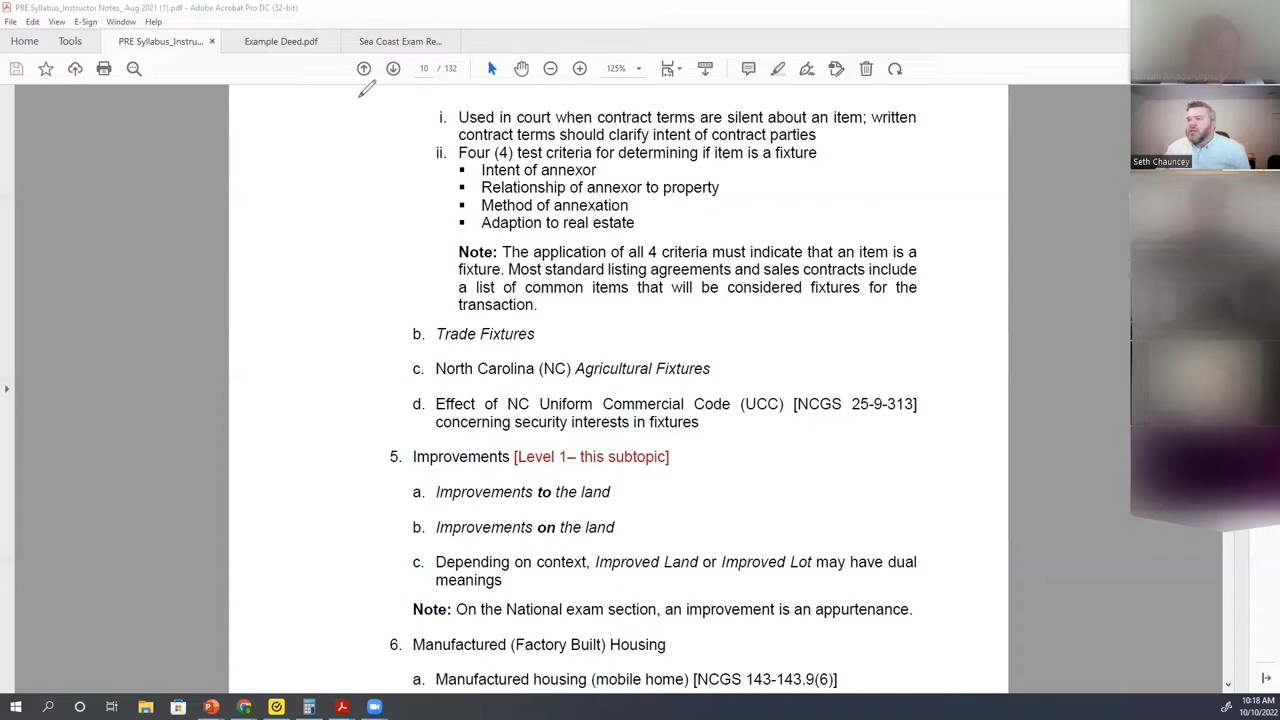 PRE Syllabus_Instructor Notes_ Aug 2021 (1).pdf - Adobe Acrobat Pro DC (32-bit)
File Edit View E-Sign Window Help
Home Tools PRE Syllabus_Instru... × Example Deed.pdf Sea Coast Exam Re...
10 / 132 125%
i. Used in court when contract terms are silent about an item; written
contract terms should clarify intent of contract parties
ii. Four (4) test criteria for determining if item is a fixture
▪ Intent of annexor
▪ Relationship of annexor to property
▪ Method of annexation
▪ Adaption to real estate
Note: The application of all 4 criteria must indicate that an item is a
fixture. Most standard listing agreements and sales contracts include
a list of common items that will be considered fixtures for the
transaction.
b. Trade Fixtures
c. North Carolina (NC) Agricultural Fixtures
d. Effect of NC Uniform Commercial Code (UCC) [NCGS 25-9-313]
concerning security interests in fixtures
5. Improvements [Level 1– this subtopic]
a. Improvements to the land
b. Improvements on the land
c. Depending on context, Improved Land or Improved Lot may have dual
meanings
Note: On the National exam section, an improvement is an appurtenance.
6. Manufactured (Factory Built) Housing
a. Manufactured housing (mobile home) [NCGS 143-143.9(6)]
Seth Chauncey
10:18 AM
10/10/2022